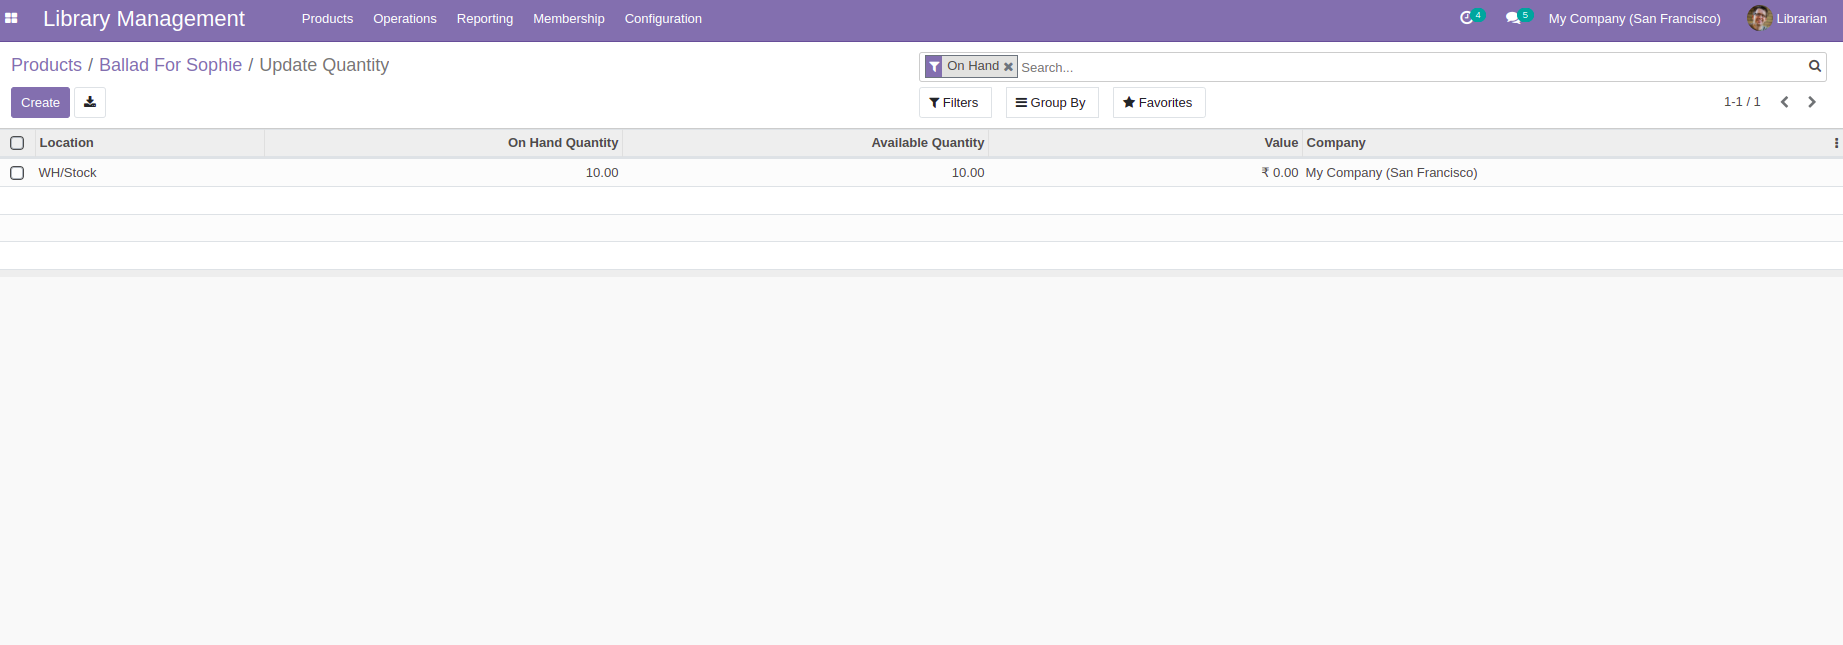 Library Management Products Operations Reporting Membership Configuration 4 5 My Company (San Francisco) Librarian
Products / Ballad For Sophie / Update Quantity
On Hand Search...
Create
Filters Group By Favorites 1-1 / 1
Location On Hand Quantity Available Quantity Value Company
WH/Stock 10.00 10.00 ₹ 0.00 My Company (San Francisco)